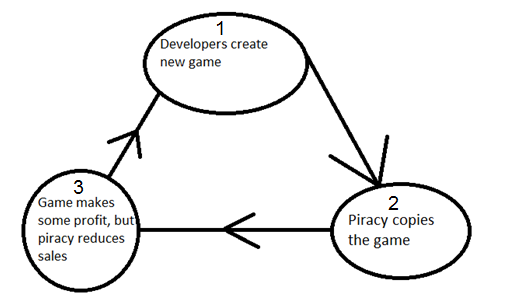 1
Developers create
new game
2
Piracy copies
the game
3
Game makes
some profit, but
piracy reduces
sales